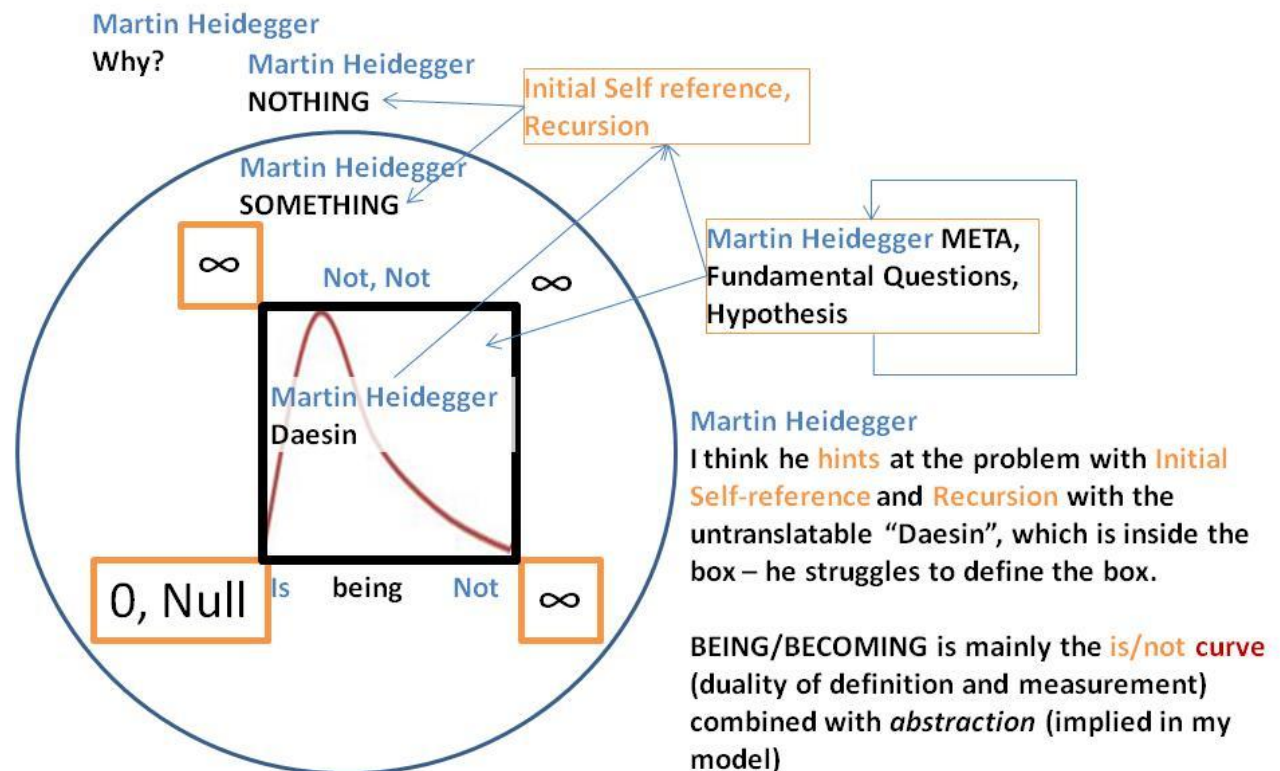 Martin Heidegger
Why?
Martin Heidegger
NOTHING
Initial Self reference,
Recursion
Martin Heidegger
SOMETHING
∞
Not, Not
∞
Martin Heidegger META,
Fundamental Questions,
Hypothesis
Martin Heidegger
Daesin
0, Null
Is being Not
∞
Martin Heidegger
I think he hints at the problem with Initial
Self-reference and Recursion with the
untranslatable “Daesin”, which is inside the
box – he struggles to define the box.
BEING/BECOMING is mainly the is/not curve
(duality of definition and measurement)
combined with abstraction (implied in my
model)